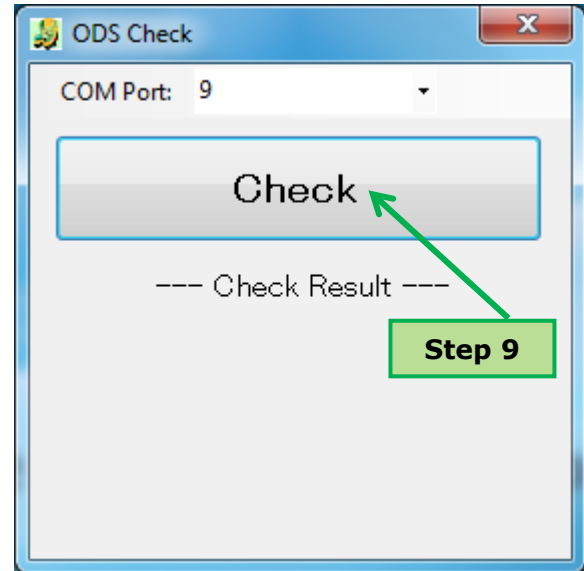 ODS Check
COM Port: 9
Check
--- Check Result ---
Step 9